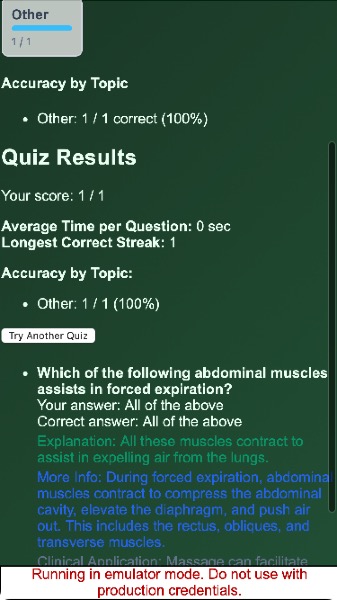 Other
1 / 1
Accuracy by Topic
• Other: 1 / 1 correct (100%)
Quiz Results
Your score: 1 / 1
Average Time per Question: 0 sec
Longest Correct Streak: 1
Accuracy by Topic:
• Other: 1 / 1 (100%)
Try Another Quiz
• Which of the following abdominal muscles
assists in forced expiration?
Your answer: All of the above
Correct answer: All of the above
Explanation: All these muscles contract to
assist in expelling air from the lungs.
More Info: During forced expiration, abdominal
muscles contract to compress the abdominal
cavity, elevate the diaphragm, and push air
out. This includes the rectus, obliques, and
transverse muscles.
Clinical Application: Massage can facilitate
Running in emulator mode. Do not use with
production credentials.